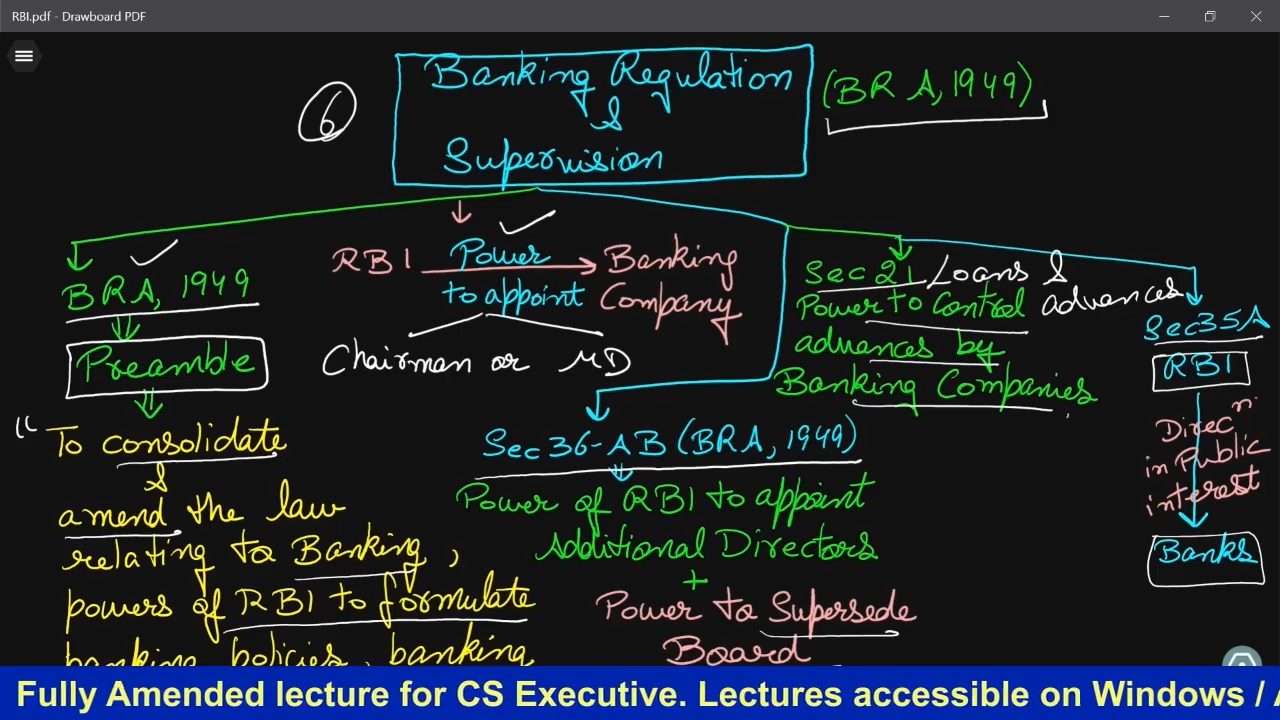 RBI.pdf - Drawboard PDF
6
Banking Regulation
&
Supervision
(BR A, 1949)
BRA, 1949
Preamble
"To consolidate
&
amend the law
relating to Banking,
powers of RBI to formulate
banking policies, banking
RBI Power Banking
to appoint Company
Chairman or MD
Sec 36-AB (BRA, 1949)
Power of RBI to appoint
Additional Directors
+
Power to Supersede
Board
Sec 21 Loans &
Power to Control advances
advances by
Banking Companies
Sec35A
RBI
Direcn
in Public
interest
Banks
Fully Amended lecture for CS Executive. Lectures accessible on Windows /